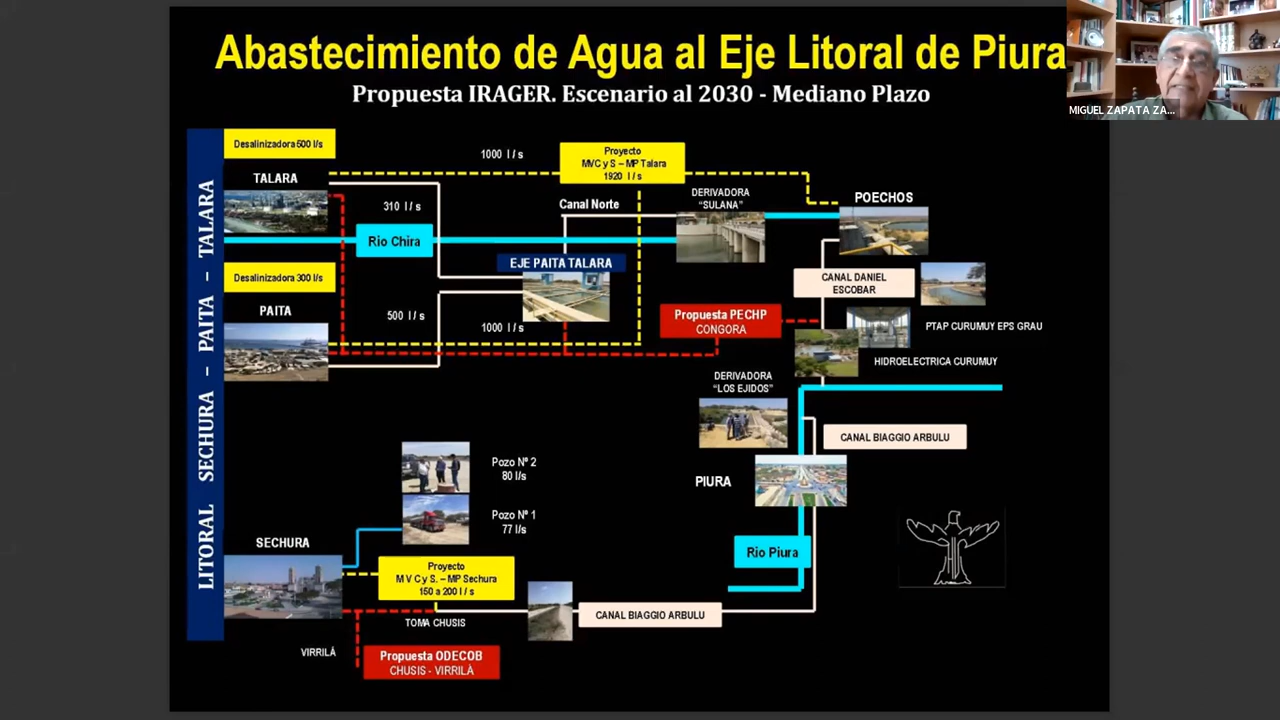 Abastecimiento de Agua al Eje Litoral de Piura
Propuesta IRAGER. Escenario al 2030 - Mediano Plazo
MIGUEL ZAPATA ZA...
LITORAL SECHURA – PAITA – TALARA
Desalinizadora 500 l/s
TALARA
1000 l / s
Proyecto
MVC y S – MP Talara
1920 l / s
DERIVADORA
"SULANA"
POECHOS
310 l / s
Canal Norte
Rio Chira
EJE PAITA TALARA
Desalinizadora 300 l/s
PAITA
500 l / s
1000 l / s
Propuesta PECHP
CONGORA
CANAL DANIEL
ESCOBAR
PTAP CURUMUY EPS GRAU
HIDROELECTRICA CURUMUY
DERIVADORA
"LOS EJIDOS"
CANAL BIAGGIO ARBULU
PIURA
Pozo Nº 2
80 l/s
Pozo Nº 1
77 l/s
SECHURA
Proyecto
M V C y S. – MP Sechura
150 a 200 l / s
Rio Piura
TOMA CHUSIS
CANAL BIAGGIO ARBULU
VIRRILÀ
Propuesta ODECOB
CHUSIS - VIRRILÀ